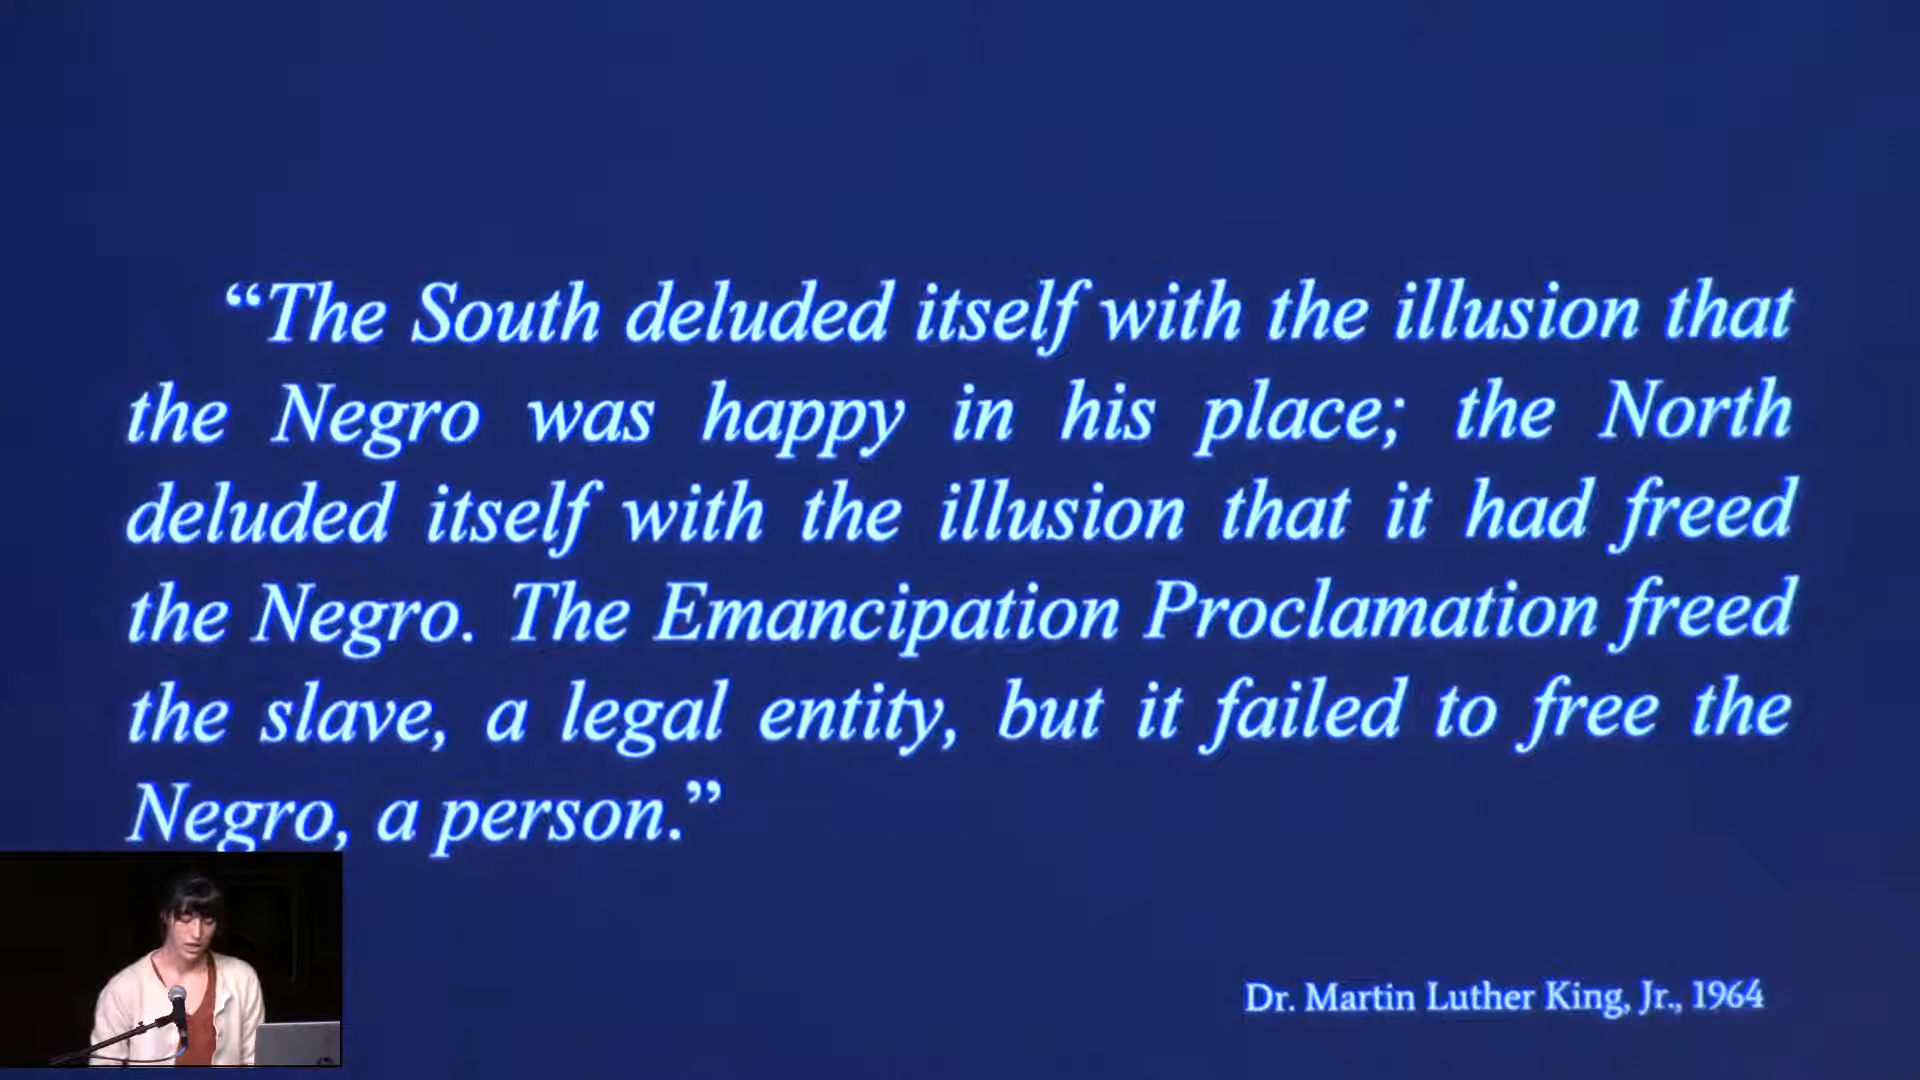 “The South deluded itself with the illusion that
the Negro was happy in his place; the North
deluded itself with the illusion that it had freed
the Negro. The Emancipation Proclamation freed
the slave, a legal entity, but it failed to free the
Negro, a person.”
Dr. Martin Luther King, Jr., 1964